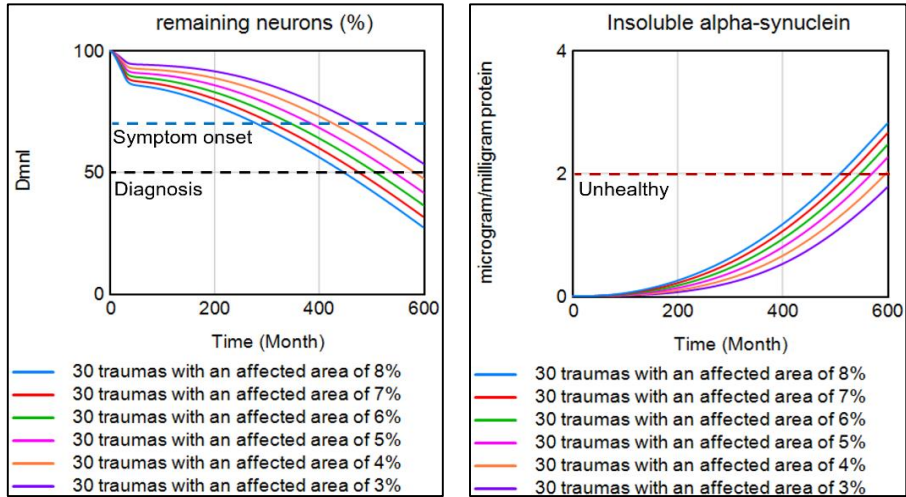 remaining neurons (%)
100
50
0
Dmnl
Symptom onset
Diagnosis
0
200
400
600
Time (Month)
30 traumas with an affected area of 8%
30 traumas with an affected area of 7%
30 traumas with an affected area of 6%
30 traumas with an affected area of 5%
30 traumas with an affected area of 4%
30 traumas with an affected area of 3%
Insoluble alpha-synuclein
4
2
0
microgram/milligram protein
Unhealthy
0
200
400
600
Time (Month)
30 traumas with an affected area of 8%
30 traumas with an affected area of 7%
30 traumas with an affected area of 6%
30 traumas with an affected area of 5%
30 traumas with an affected area of 4%
30 traumas with an affected area of 3%